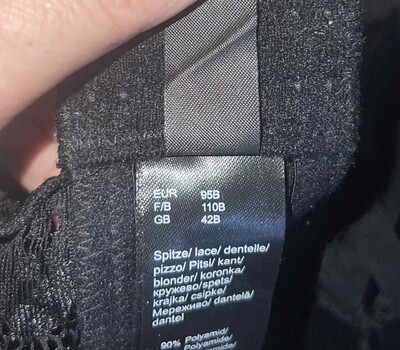 EUR 95B
F/B 110B
GB 42B
Spitze/ lace/ dentelle/
pizzo/ Pitsi/ kant/
blonder/ koronka/
кружево/spets/
krajka/ csipke/
Мереживо/ dantelă/
dantel
90% Polyamid/
Polyamide/